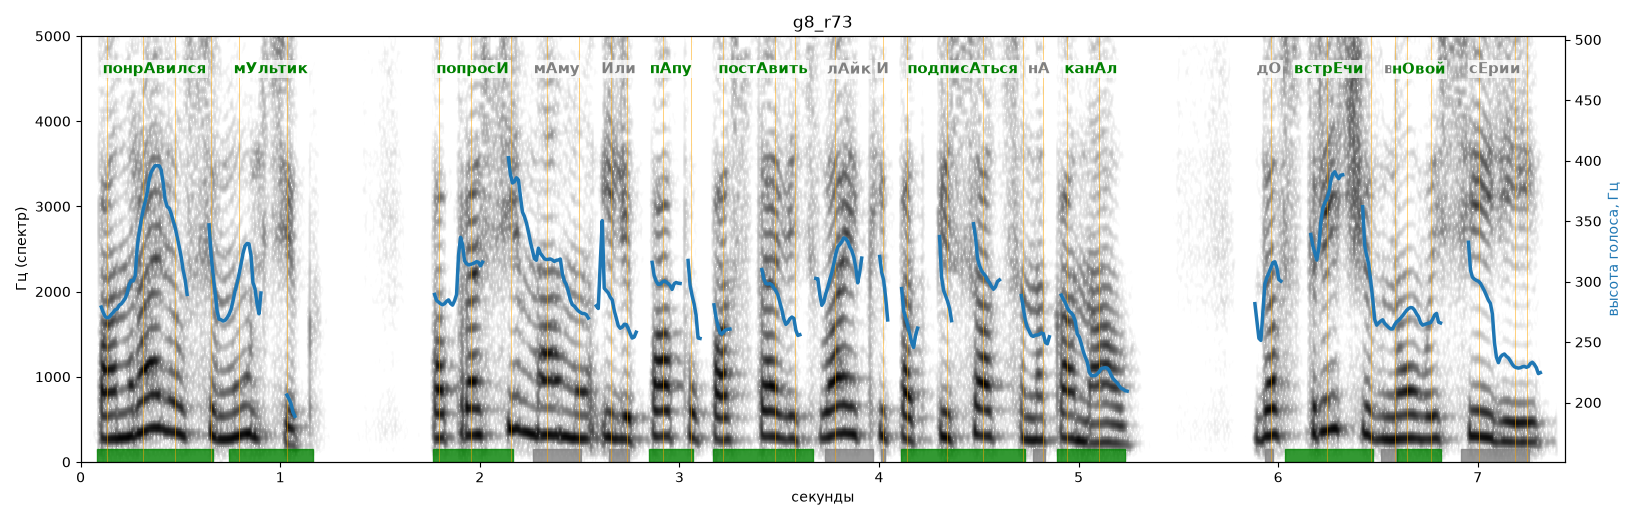 g8_r73
Гц (спектр)
5000
4000
3000
2000
1000
0
понрАвился мУльтик попросИ мАму Или пАпу постАвить лАйк И подписАться нА канАл дО встрЕчи в нОвой сЕрии
500
450
400
350
300
250
200
высота голоса, Гц
0 1 2 3 4 5 6 7
секунды